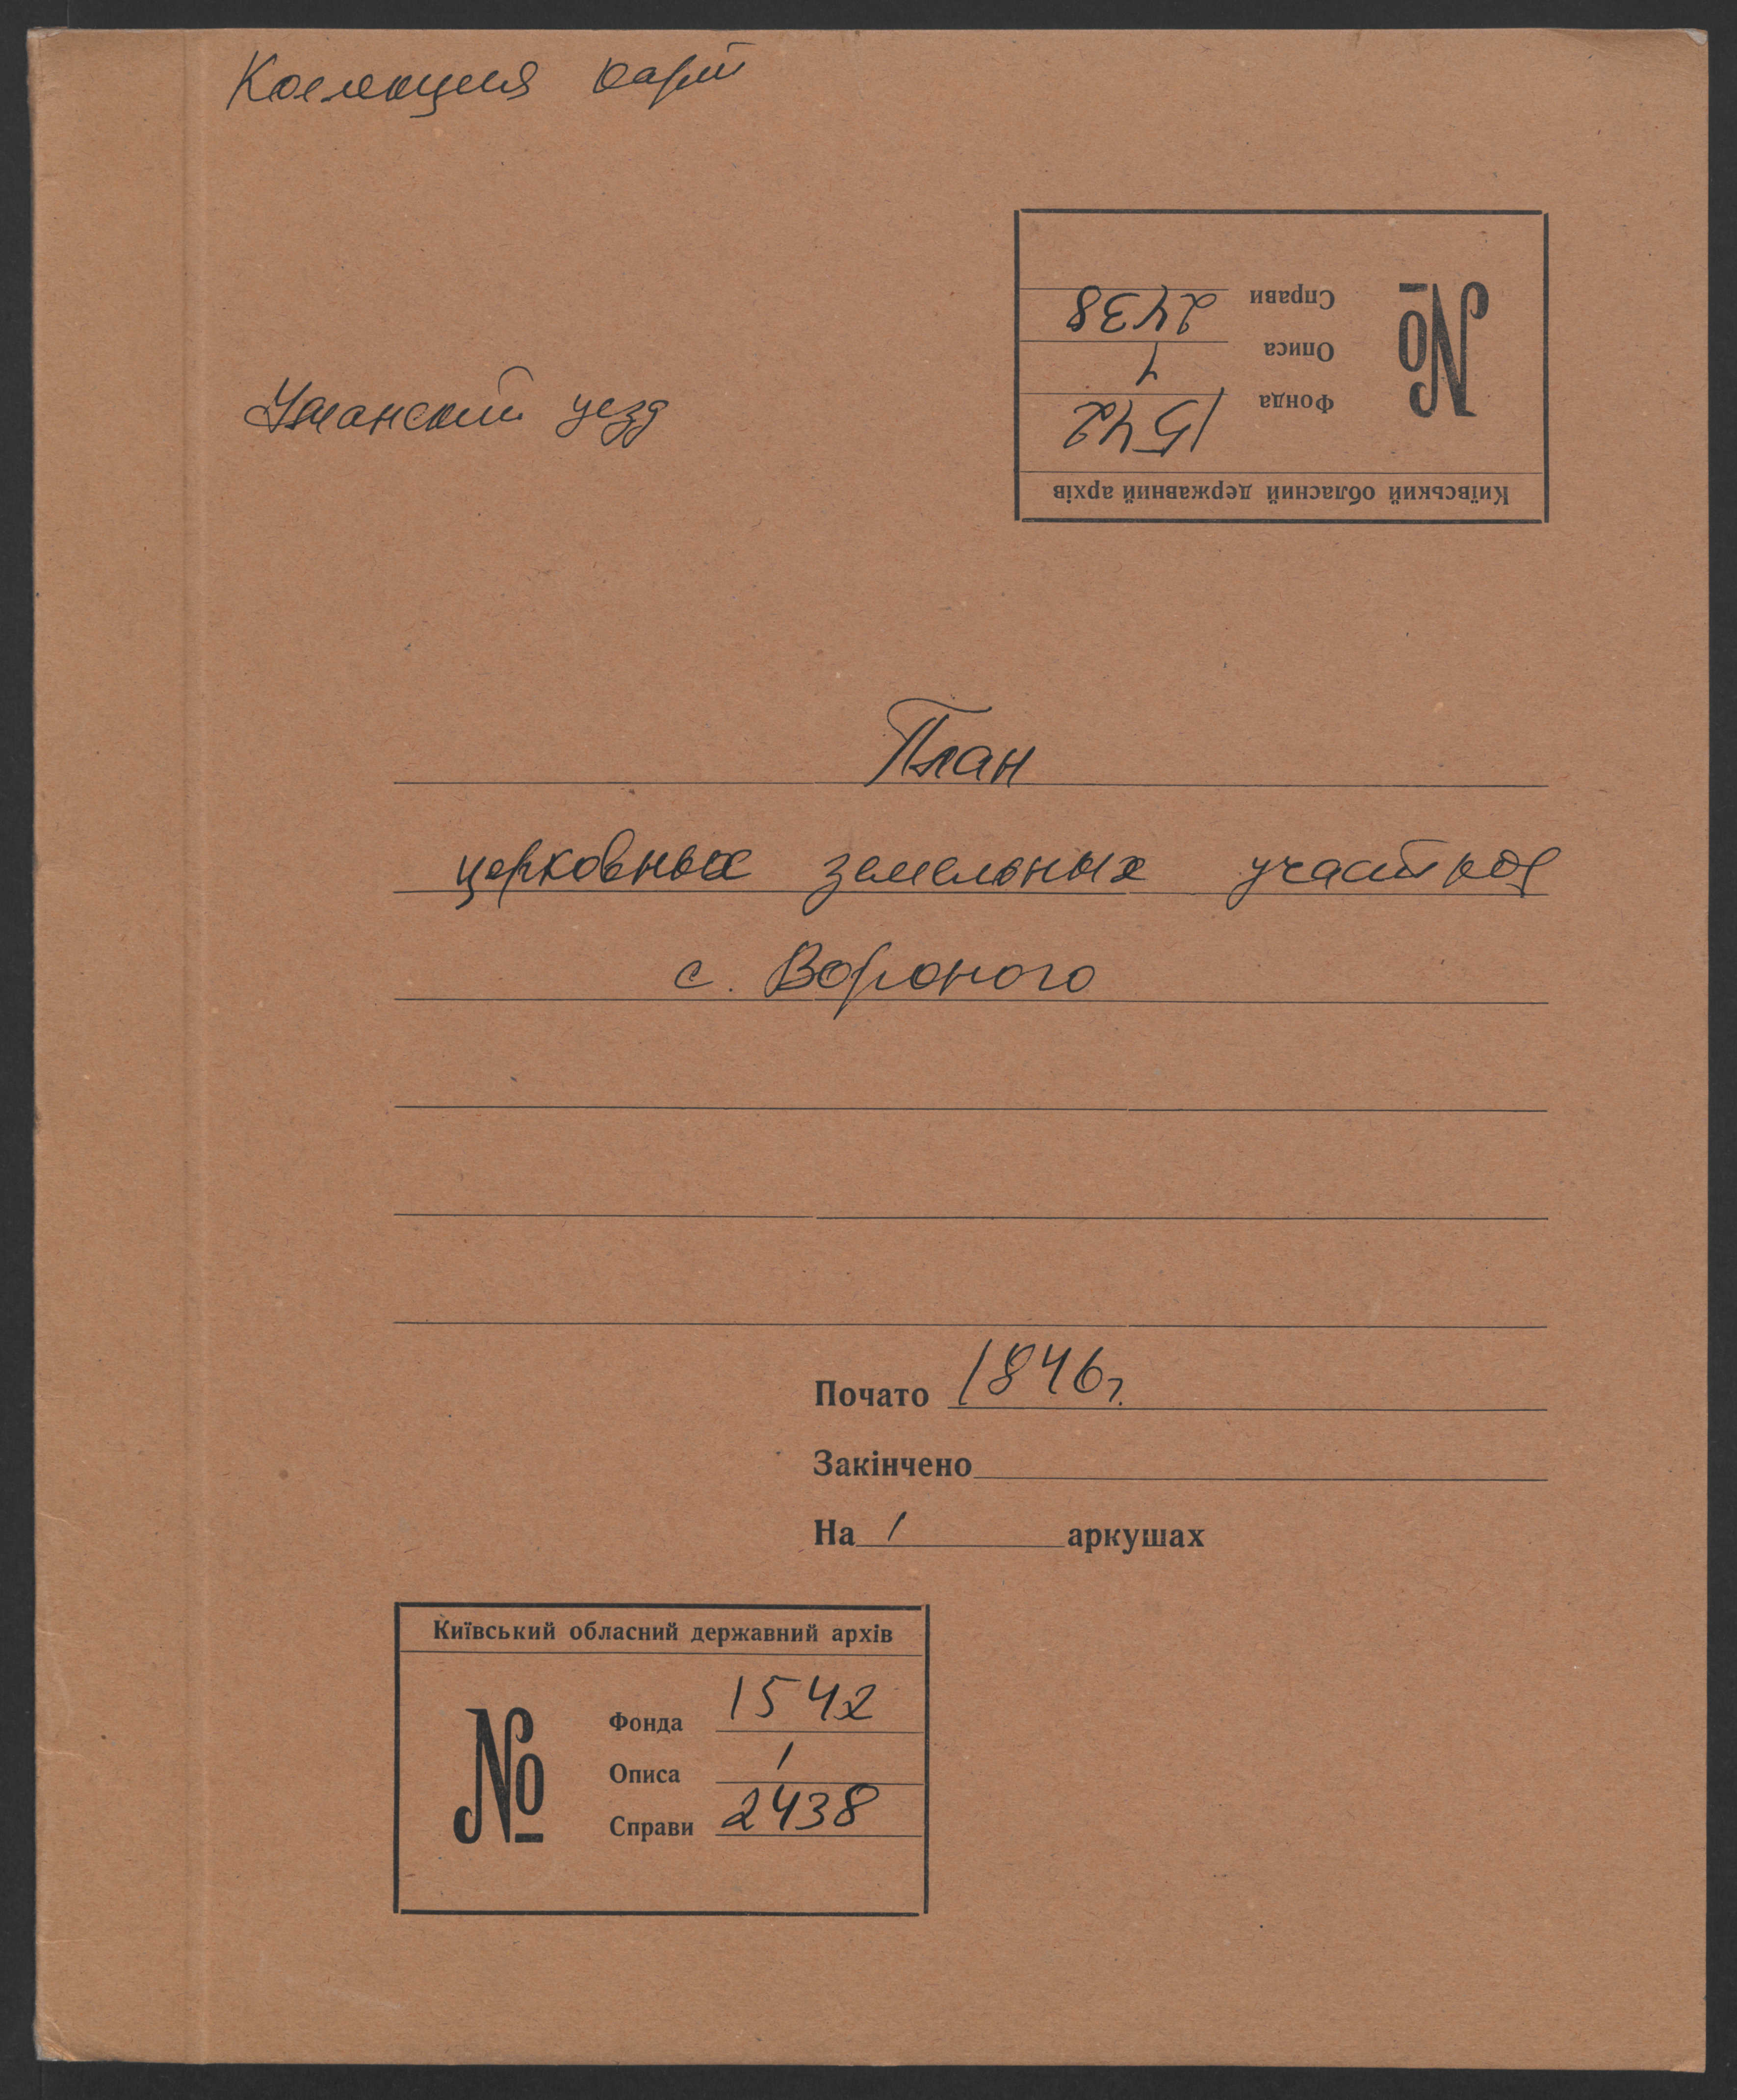 Коллекция карт
Справи 2438
Описа 1
Фонда 1542
Київський обласний державний архів
№
Уманский уезд
План
церковных земельных участков
с. Вороного
Почато 1846г.
Закінчено
На 1 аркушах
Київський обласний державний архів
№
Фонда 1542
Описа 1
Справи 2438